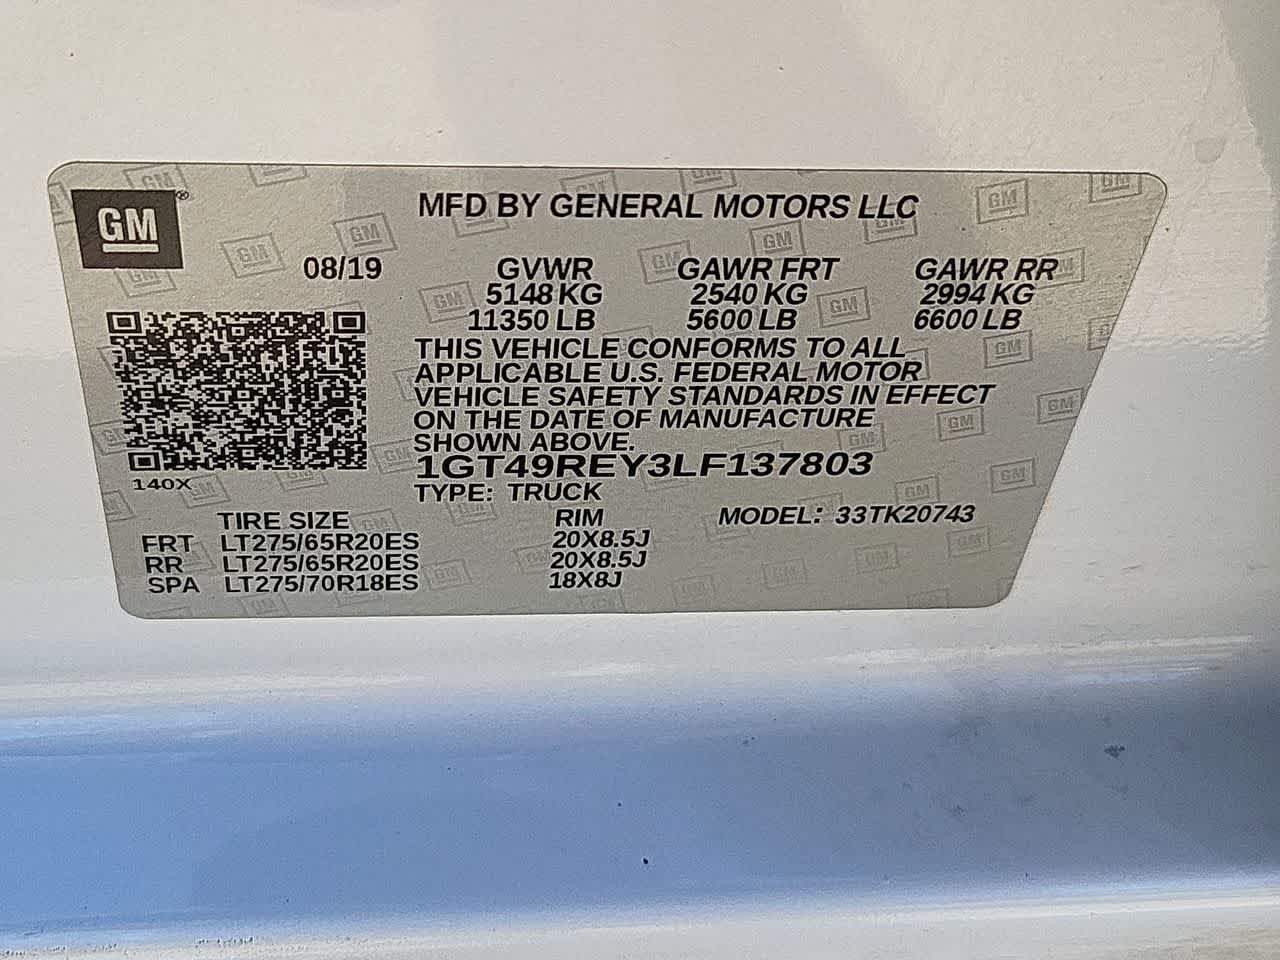 GM®
MFD BY GENERAL MOTORS LLC
08/19 GVWR GAWR FRT GAWR RR
5148 KG 2540 KG 2994 KG
11350 LB 5600 LB 6600 LB
THIS VEHICLE CONFORMS TO ALL
APPLICABLE U.S. FEDERAL MOTOR
VEHICLE SAFETY STANDARDS IN EFFECT
ON THE DATE OF MANUFACTURE
SHOWN ABOVE.
1GT49REY3LF137803
140X
TYPE: TRUCK
TIRE SIZE RIM MODEL: 33TK20743
FRT LT275/65R20ES 20X8.5J
RR LT275/65R20ES 20X8.5J
SPA LT275/70R18ES 18X8J